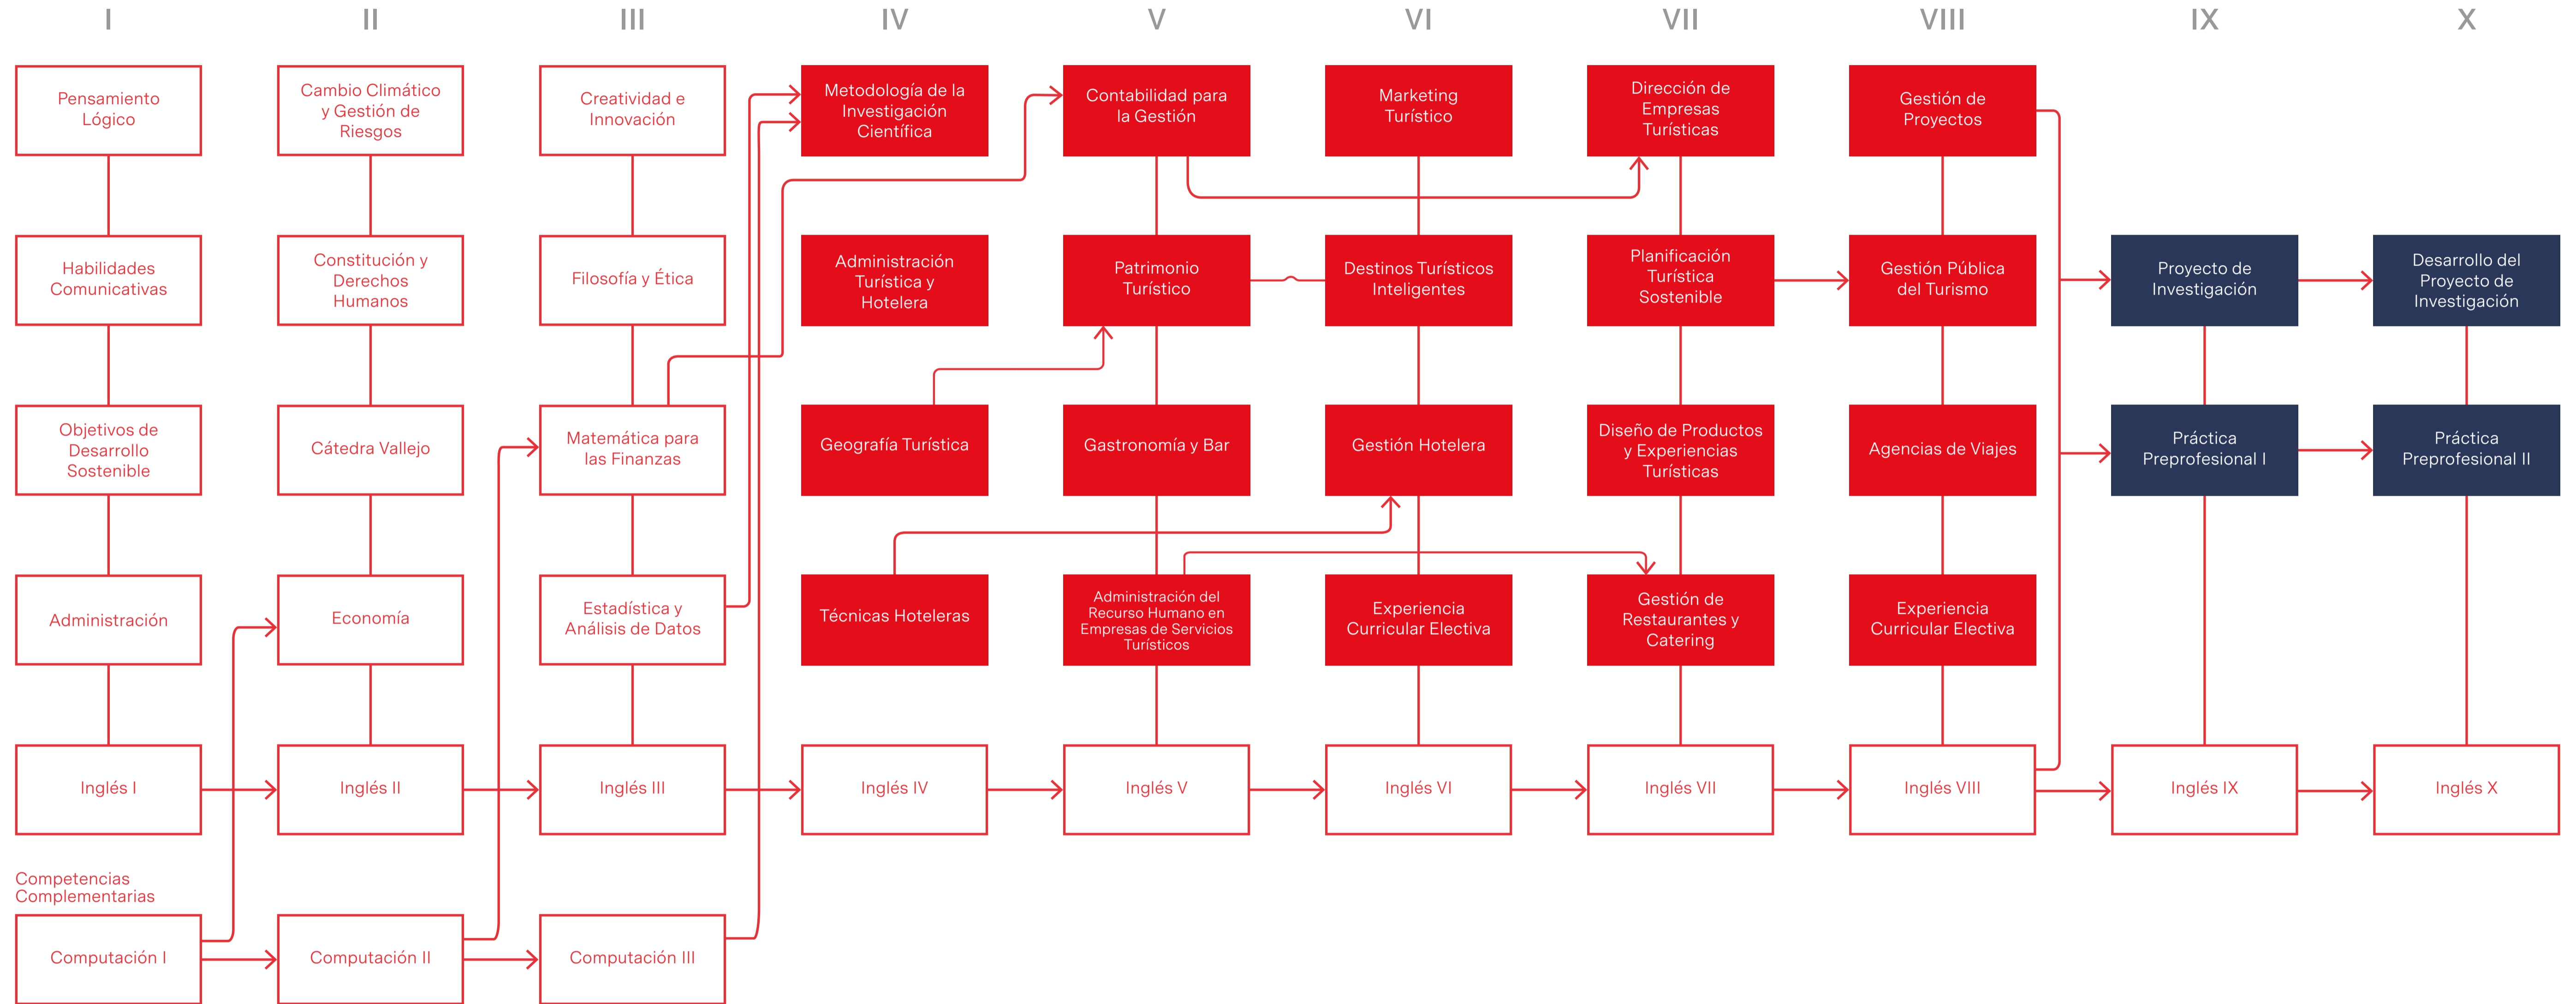 I
II
III
IV
V
VI
VII
VIII
IX
X
Pensamiento
Lógico
Cambio Climático
y Gestión de
Riesgos
Creatividad e
Innovación
Metodología de la
Investigación
Científica
Contabilidad para
la Gestión
Marketing
Turístico
Dirección de
Empresas
Turísticas
Gestión de
Proyectos
Habilidades
Comunicativas
Constitución y
Derechos
Humanos
Filosofía y Ética
Administración
Turística y
Hotelera
Patrimonio
Turístico
Destinos Turísticos
Inteligentes
Planificación
Turística
Sostenible
Gestión Pública
del Turismo
Proyecto de
Investigación
Desarrollo del
Proyecto de
Investigación
Objetivos de
Desarrollo
Sostenible
Cátedra Vallejo
Matemática para
las Finanzas
Geografía Turística
Gastronomía y Bar
Gestión Hotelera
Diseño de Productos
y Experiencias
Turísticas
Agencias de Viajes
Práctica
Preprofesional I
Práctica
Preprofesional II
Administración
Economía
Estadística y
Análisis de Datos
Técnicas Hoteleras
Administración del
Recurso Humano en
Empresas de Servicios
Turísticos
Experiencia
Curricular Electiva
Gestión de
Restaurantes y
Catering
Experiencia
Curricular Electiva
Inglés I
Inglés II
Inglés III
Inglés IV
Inglés V
Inglés VI
Inglés VII
Inglés VIII
Inglés IX
Inglés X
Competencias
Complementarias
Computación I
Computación II
Computación III